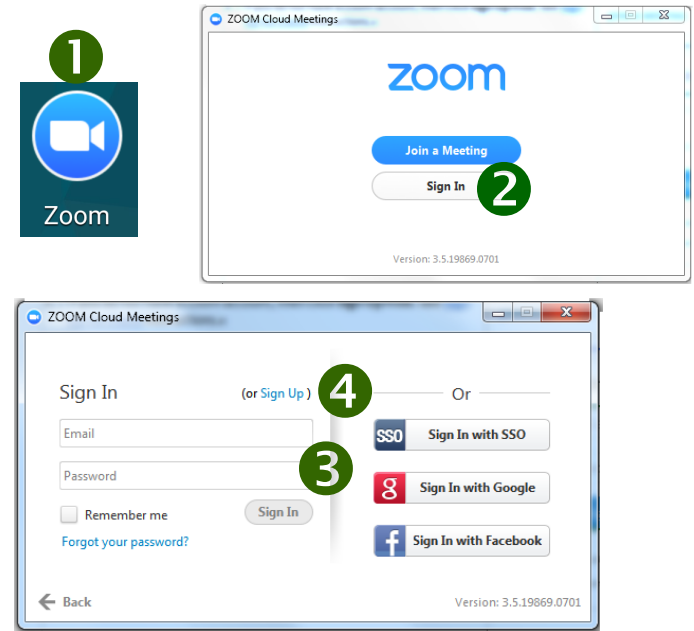 1
Zoom
ZOOM Cloud Meetings
zoom
Join a Meeting
Sign In
2
Version: 3.5.19869.0701
ZOOM Cloud Meetings
Sign In (or Sign Up )
4
Or
Email
SSO Sign In with SSO
Password
3
g Sign In with Google
Remember me
Sign In
Forgot your password?
f Sign In with Facebook
Back
Version: 3.5.19869.0701